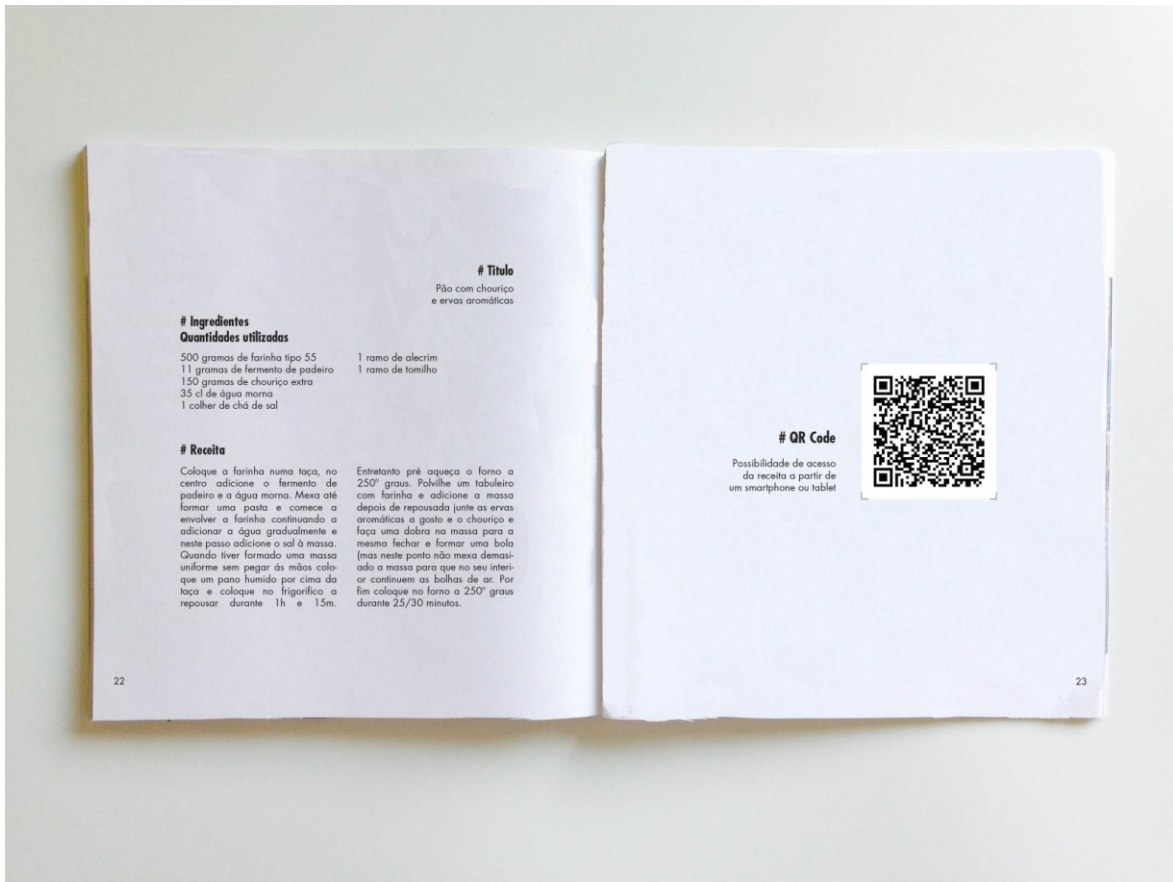 # Titulo
Pão com chouriço
e ervas aromáticas
# Ingredientes
Quantidades utilizadas
500 gramas de farinha tipo 55
11 gramas de fermento de padeiro
150 gramas de chouriço extra
35 cl de água morna
1 colher de chá de sal
1 ramo de alecrim
1 ramo de tomilho
# Receita
Coloque a farinha numa taça, no
centro adicione o fermento de
padeiro e a água morna. Mexa até
formar uma pasta e comece a
envolver a farinha continuando a
adicionar a água gradualmente e
neste passo adicione o sal à massa.
Quando tiver formado uma massa
uniforme sem pegar ás mãos colo-
que um pano humido por cima da
taça e coloque no frigorifico a
repousar durante 1h e 15m.
Entretanto pré aqueça o forno a
250º graus. Polvilhe um tabuleiro
com farinha e adicione a massa
depois de repousada junte as ervas
aromáticas a gosto e o chouriço e
faça uma dobra na massa para a
mesma fechar e formar uma bola
(mas neste ponto não mexa demasi-
ado a massa para que no seu interi-
or continuem as bolhas de ar. Por
fim coloque no forno a 250º graus
durante 25/30 minutos.
22
# QR Code
Possibilidade de acesso
da receita a partir de
um smartphone ou tablet
23